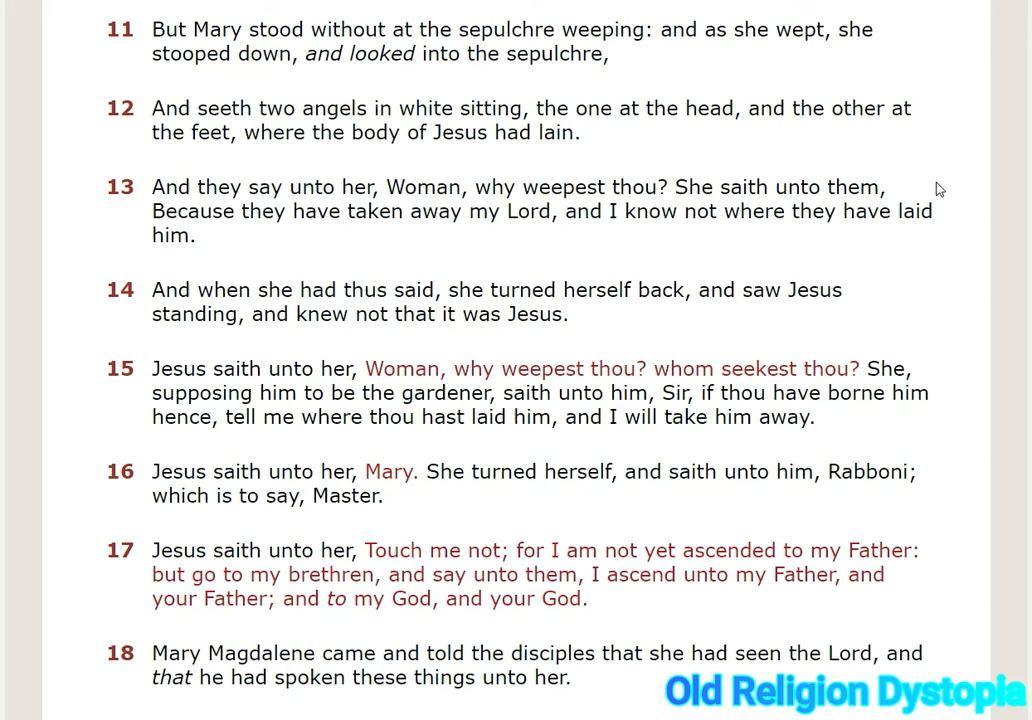 11 But Mary stood without at the sepulchre weeping: and as she wept, she
stooped down, and looked into the sepulchre,
12 And seeth two angels in white sitting, the one at the head, and the other at
the feet, where the body of Jesus had lain.
13 And they say unto her, Woman, why weepest thou? She saith unto them,
Because they have taken away my Lord, and I know not where they have laid
him.
14 And when she had thus said, she turned herself back, and saw Jesus
standing, and knew not that it was Jesus.
15 Jesus saith unto her, Woman, why weepest thou? whom seekest thou? She,
supposing him to be the gardener, saith unto him, Sir, if thou have borne him
hence, tell me where thou hast laid him, and I will take him away.
16 Jesus saith unto her, Mary. She turned herself, and saith unto him, Rabboni;
which is to say, Master.
17 Jesus saith unto her, Touch me not; for I am not yet ascended to my Father:
but go to my brethren, and say unto them, I ascend unto my Father, and
your Father; and to my God, and your God.
18 Mary Magdalene came and told the disciples that she had seen the Lord, and
that he had spoken these things unto her.
Old Religion Dystopia